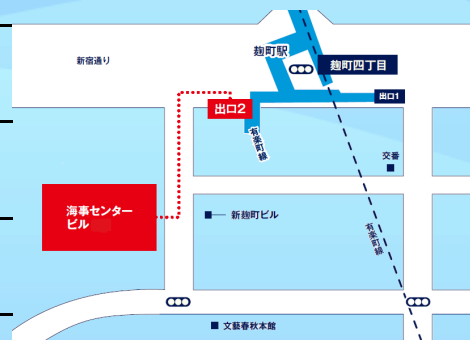 新宿通り
麹町駅
麹町四丁目
出口1
出口2
有楽町線
交番
海事センター
ビル
新麹町ビル
有楽町線
文藝春秋本館